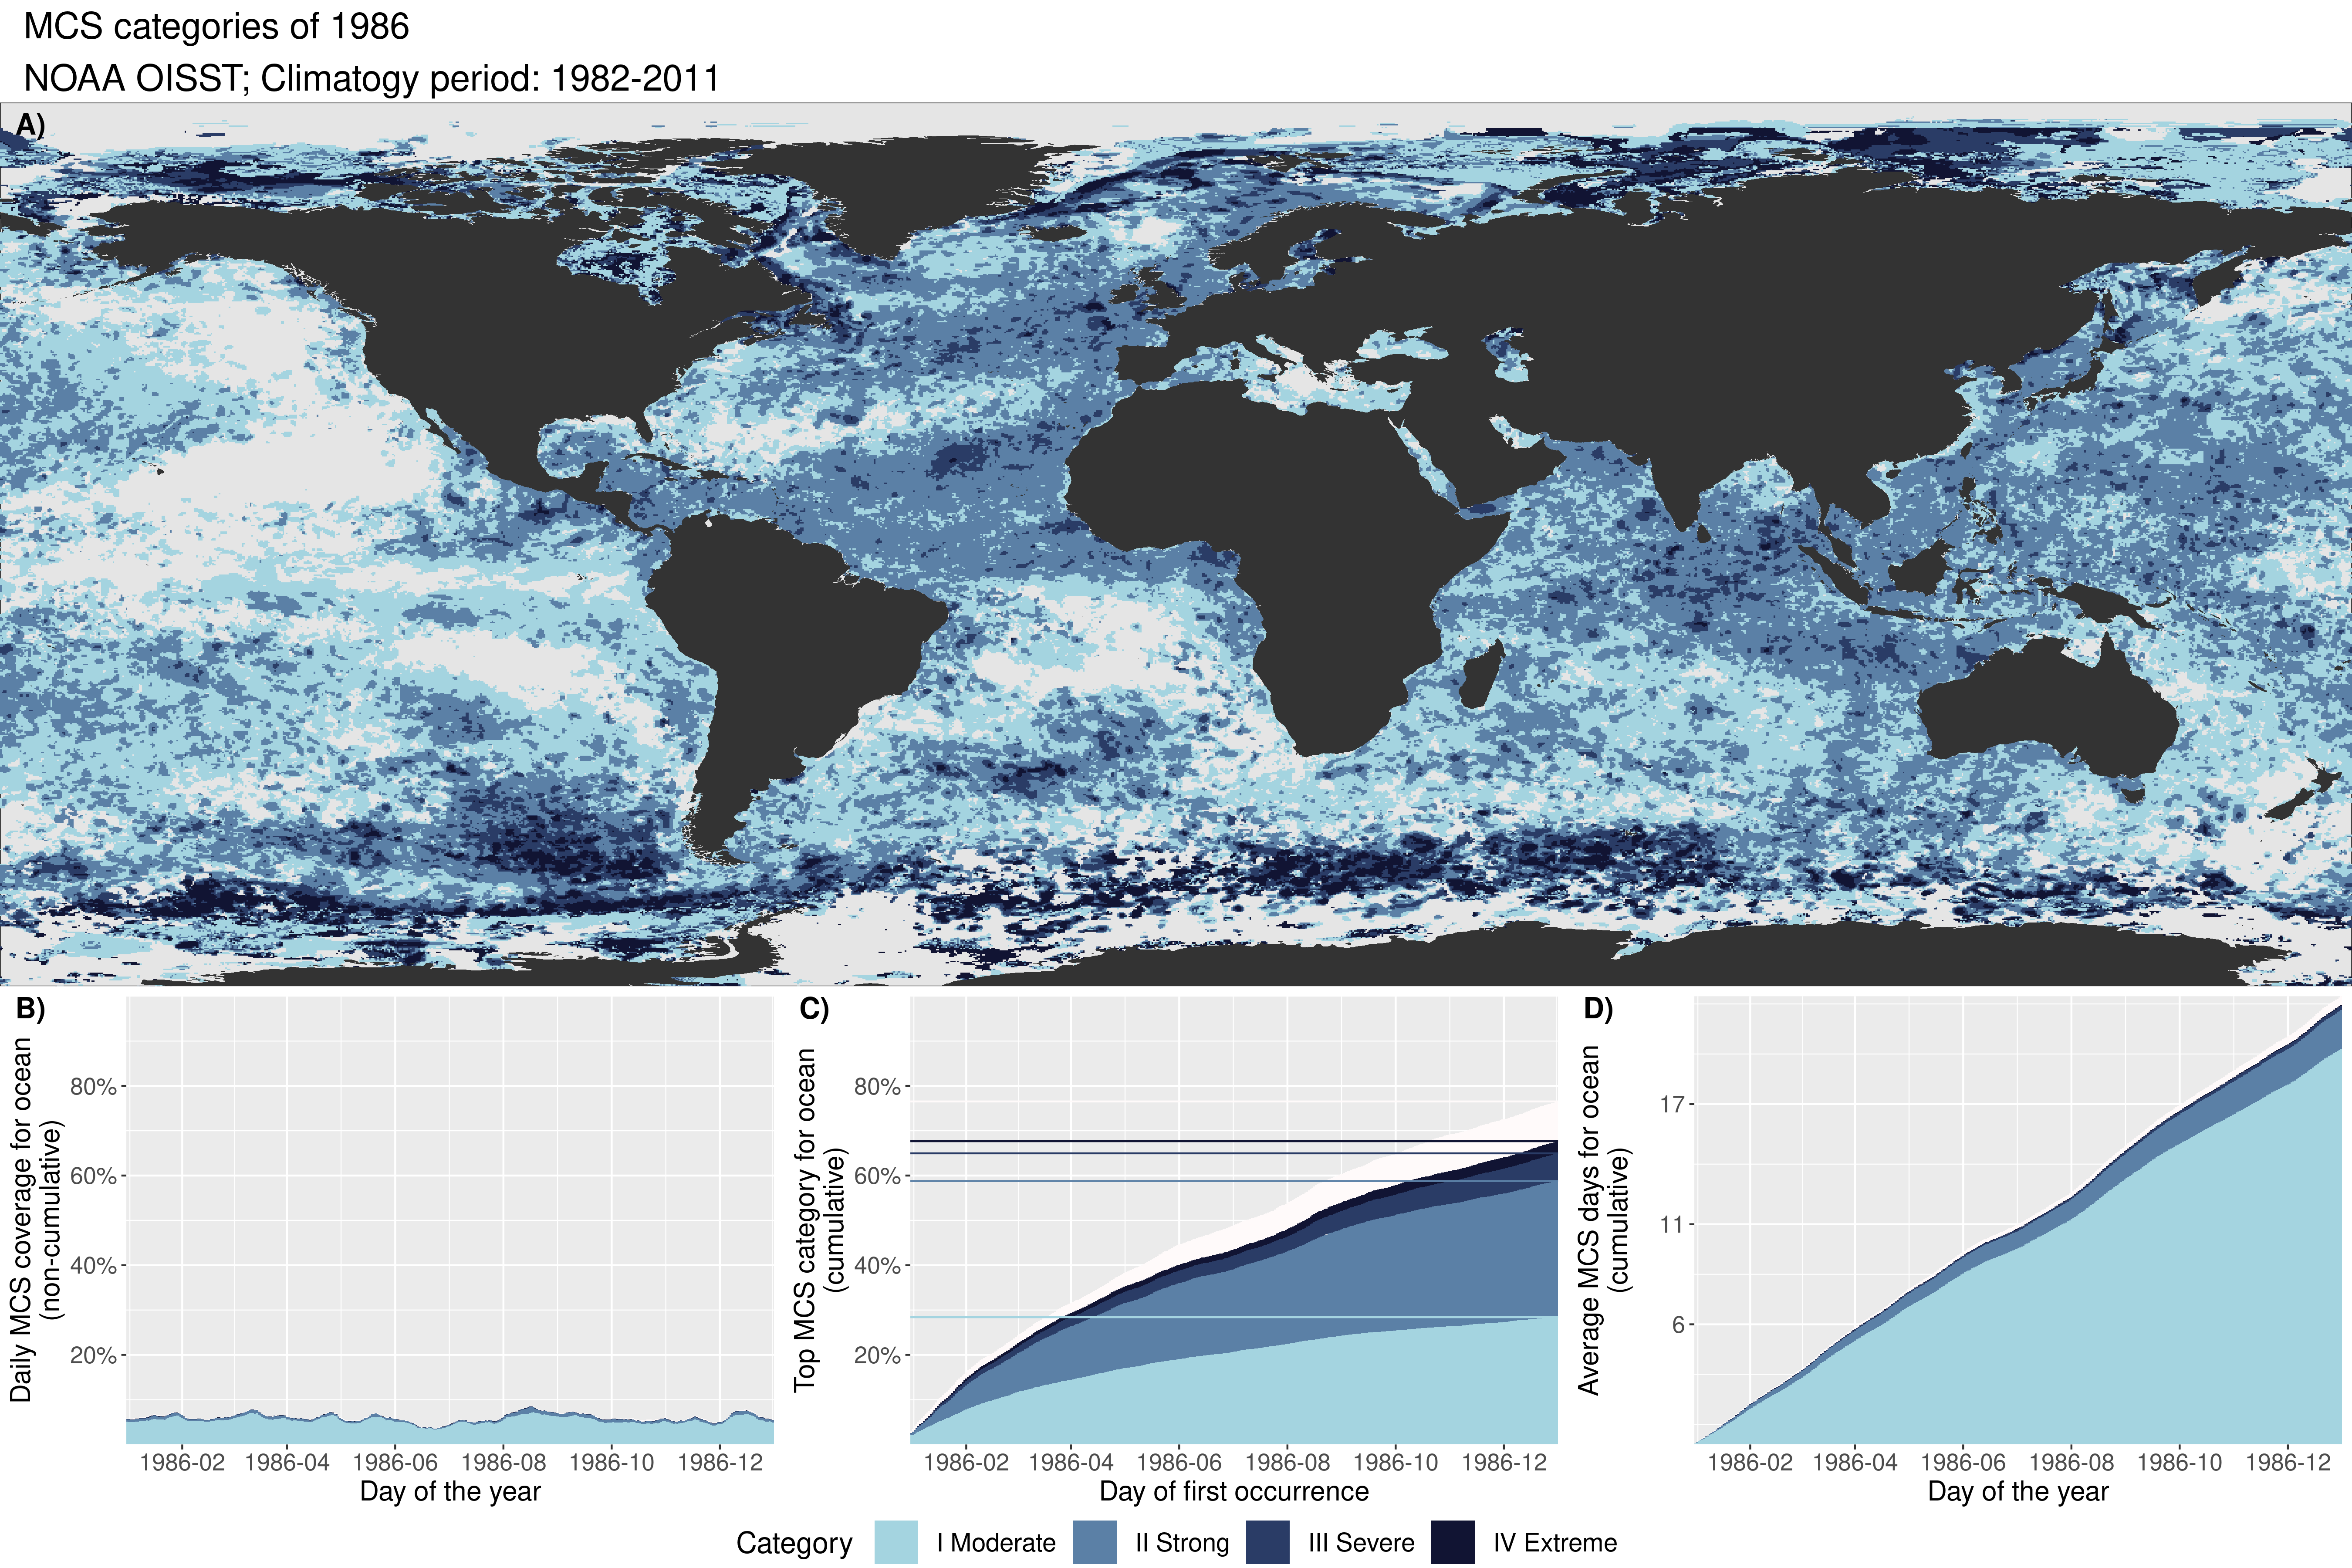 MCS categories of 1986
NOAA OISST; Climatogy period: 1982-2011
A)
B)
Daily MCS coverage for ocean
(non-cumulative)
80%
60%
40%
20%
1986-02 1986-04 1986-06 1986-08 1986-10 1986-12
Day of the year
C)
Top MCS category for ocean
(cumulative)
80%
60%
40%
20%
1986-02 1986-04 1986-06 1986-08 1986-10 1986-12
Day of first occurrence
D)
Average MCS days for ocean
(cumulative)
17
11
6
1986-02 1986-04 1986-06 1986-08 1986-10 1986-12
Day of the year
Category I Moderate II Strong III Severe IV Extreme